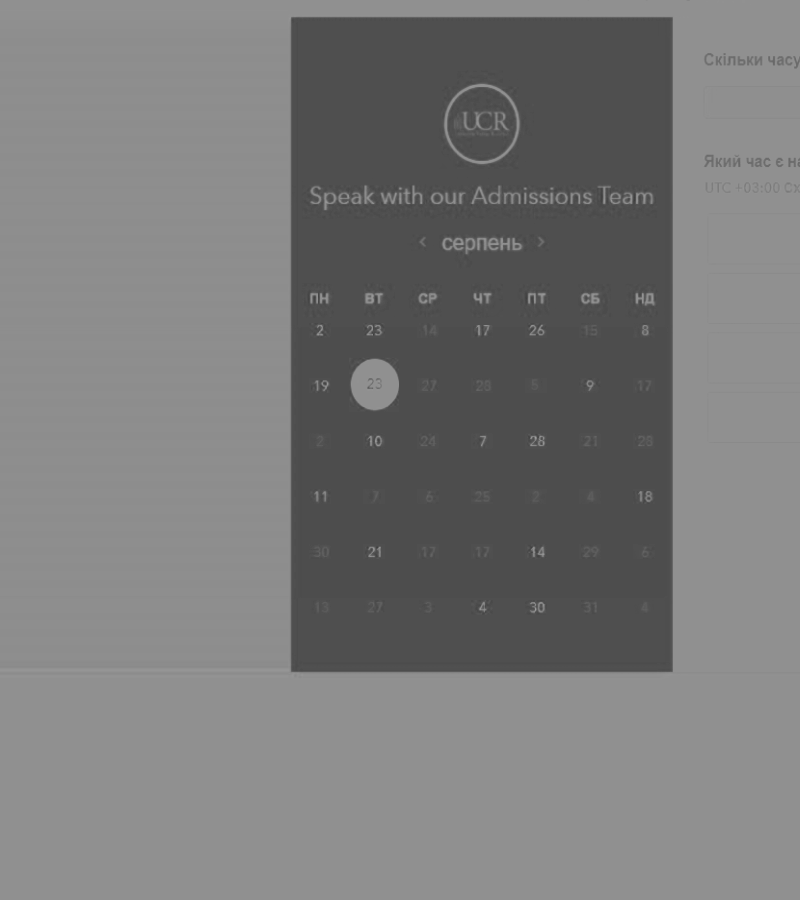 Скільки часу
UCR
Якій час є на
Speak with our Admissions Team
UTC +03:00 Сх
< серпень >
ПН ВТ СР ЧТ ПТ СБ НД
2 23 14 17 26 15 8
19 23 27 28 5 9 17
2 10 24 7 28 21 28
11 7 6 25 2 4 18
30 21 17 17 14 29 6
13 27 3 4 30 31 4